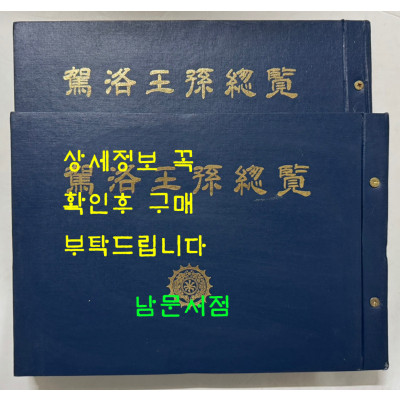 駕洛王孫總覽
駕洛王孫總覽
상세정보 꼭
확인후 구매
부탁드립니다
남문서점